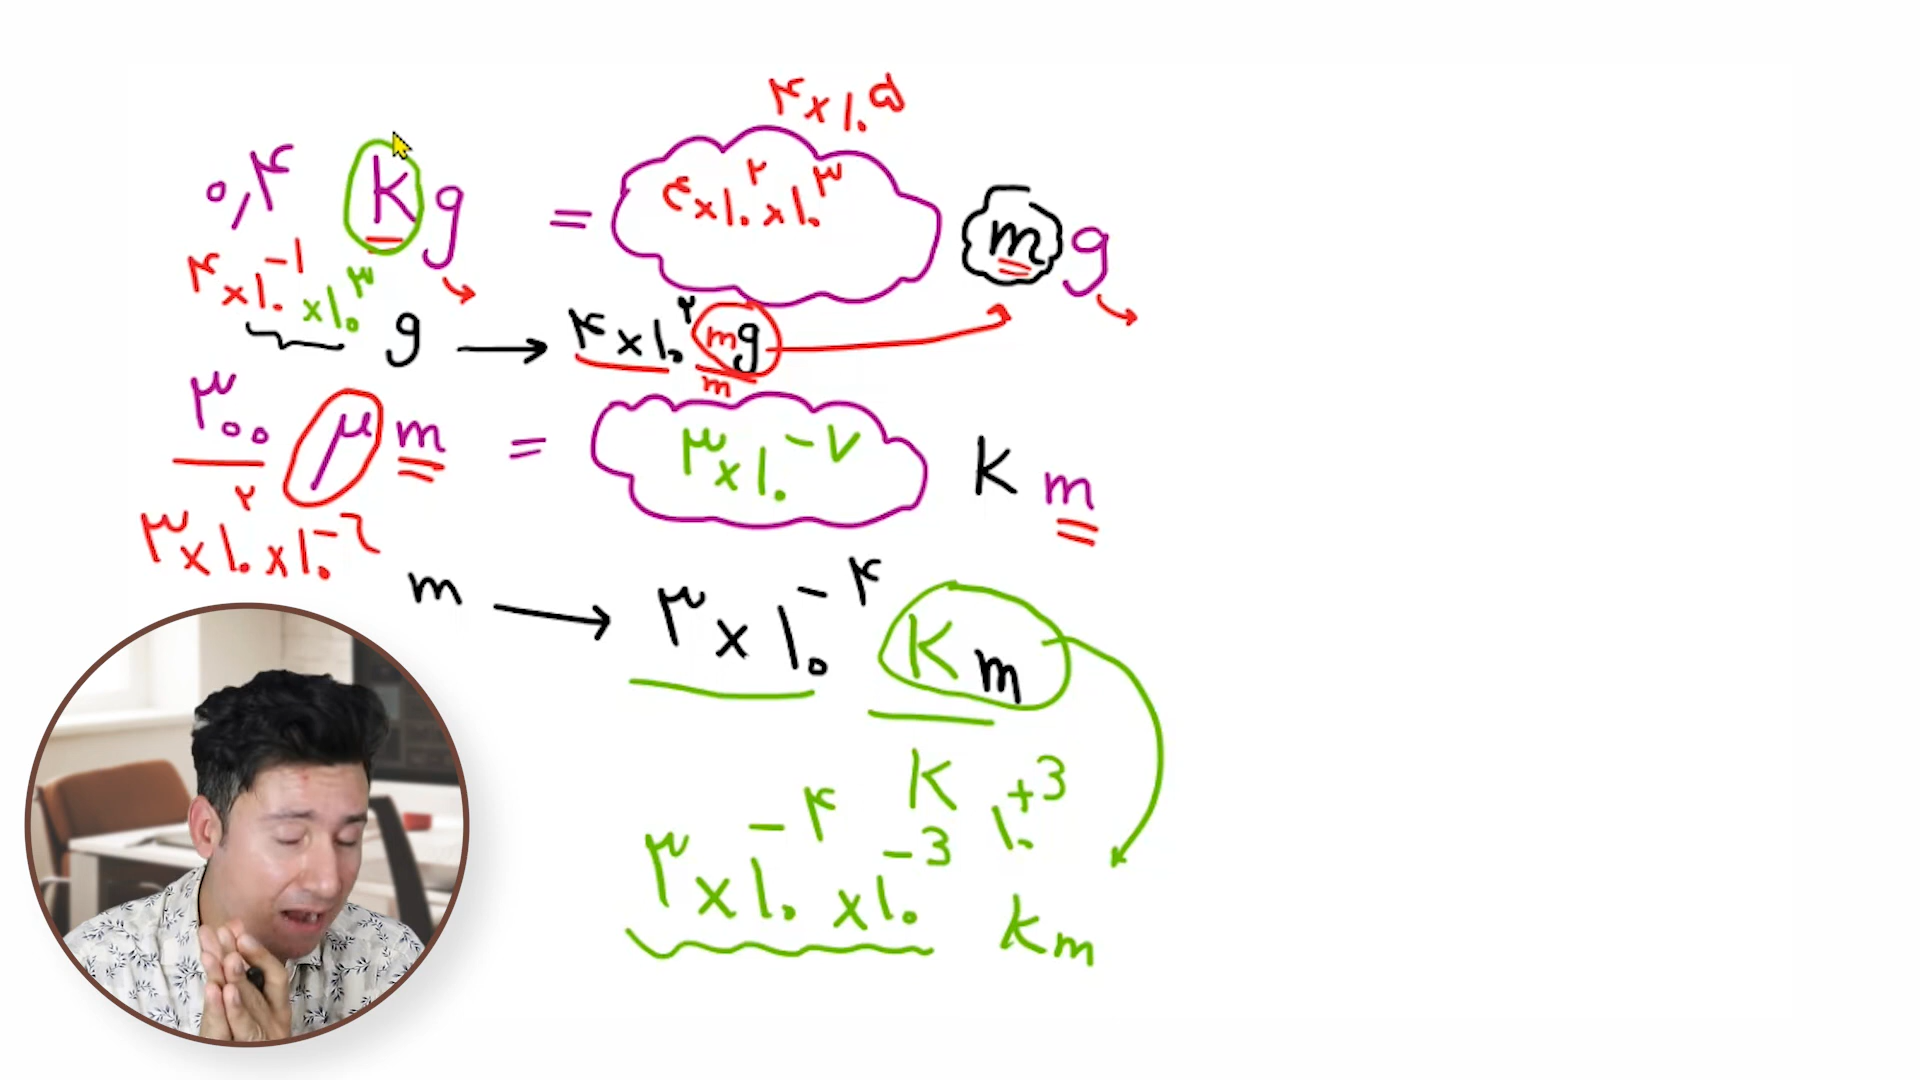 ۴×۱۰ ۵
۰٫۴ Kg = ۴×۱۰ ۲ ×۱۰ ۳ mg
۴×۱۰ -۱ ×۱۰ ۳ g → ۴×۱۰ ۲ mg
m
۳۰۰ μm = ۳×۱۰ -۷ Km
۳×۱۰ ۲ ×۱۰ -۶ m → ۳×۱۰ -۴ Km
K ۱۰ +3
۳×۱۰ -۴ ×۱۰ -3 Km